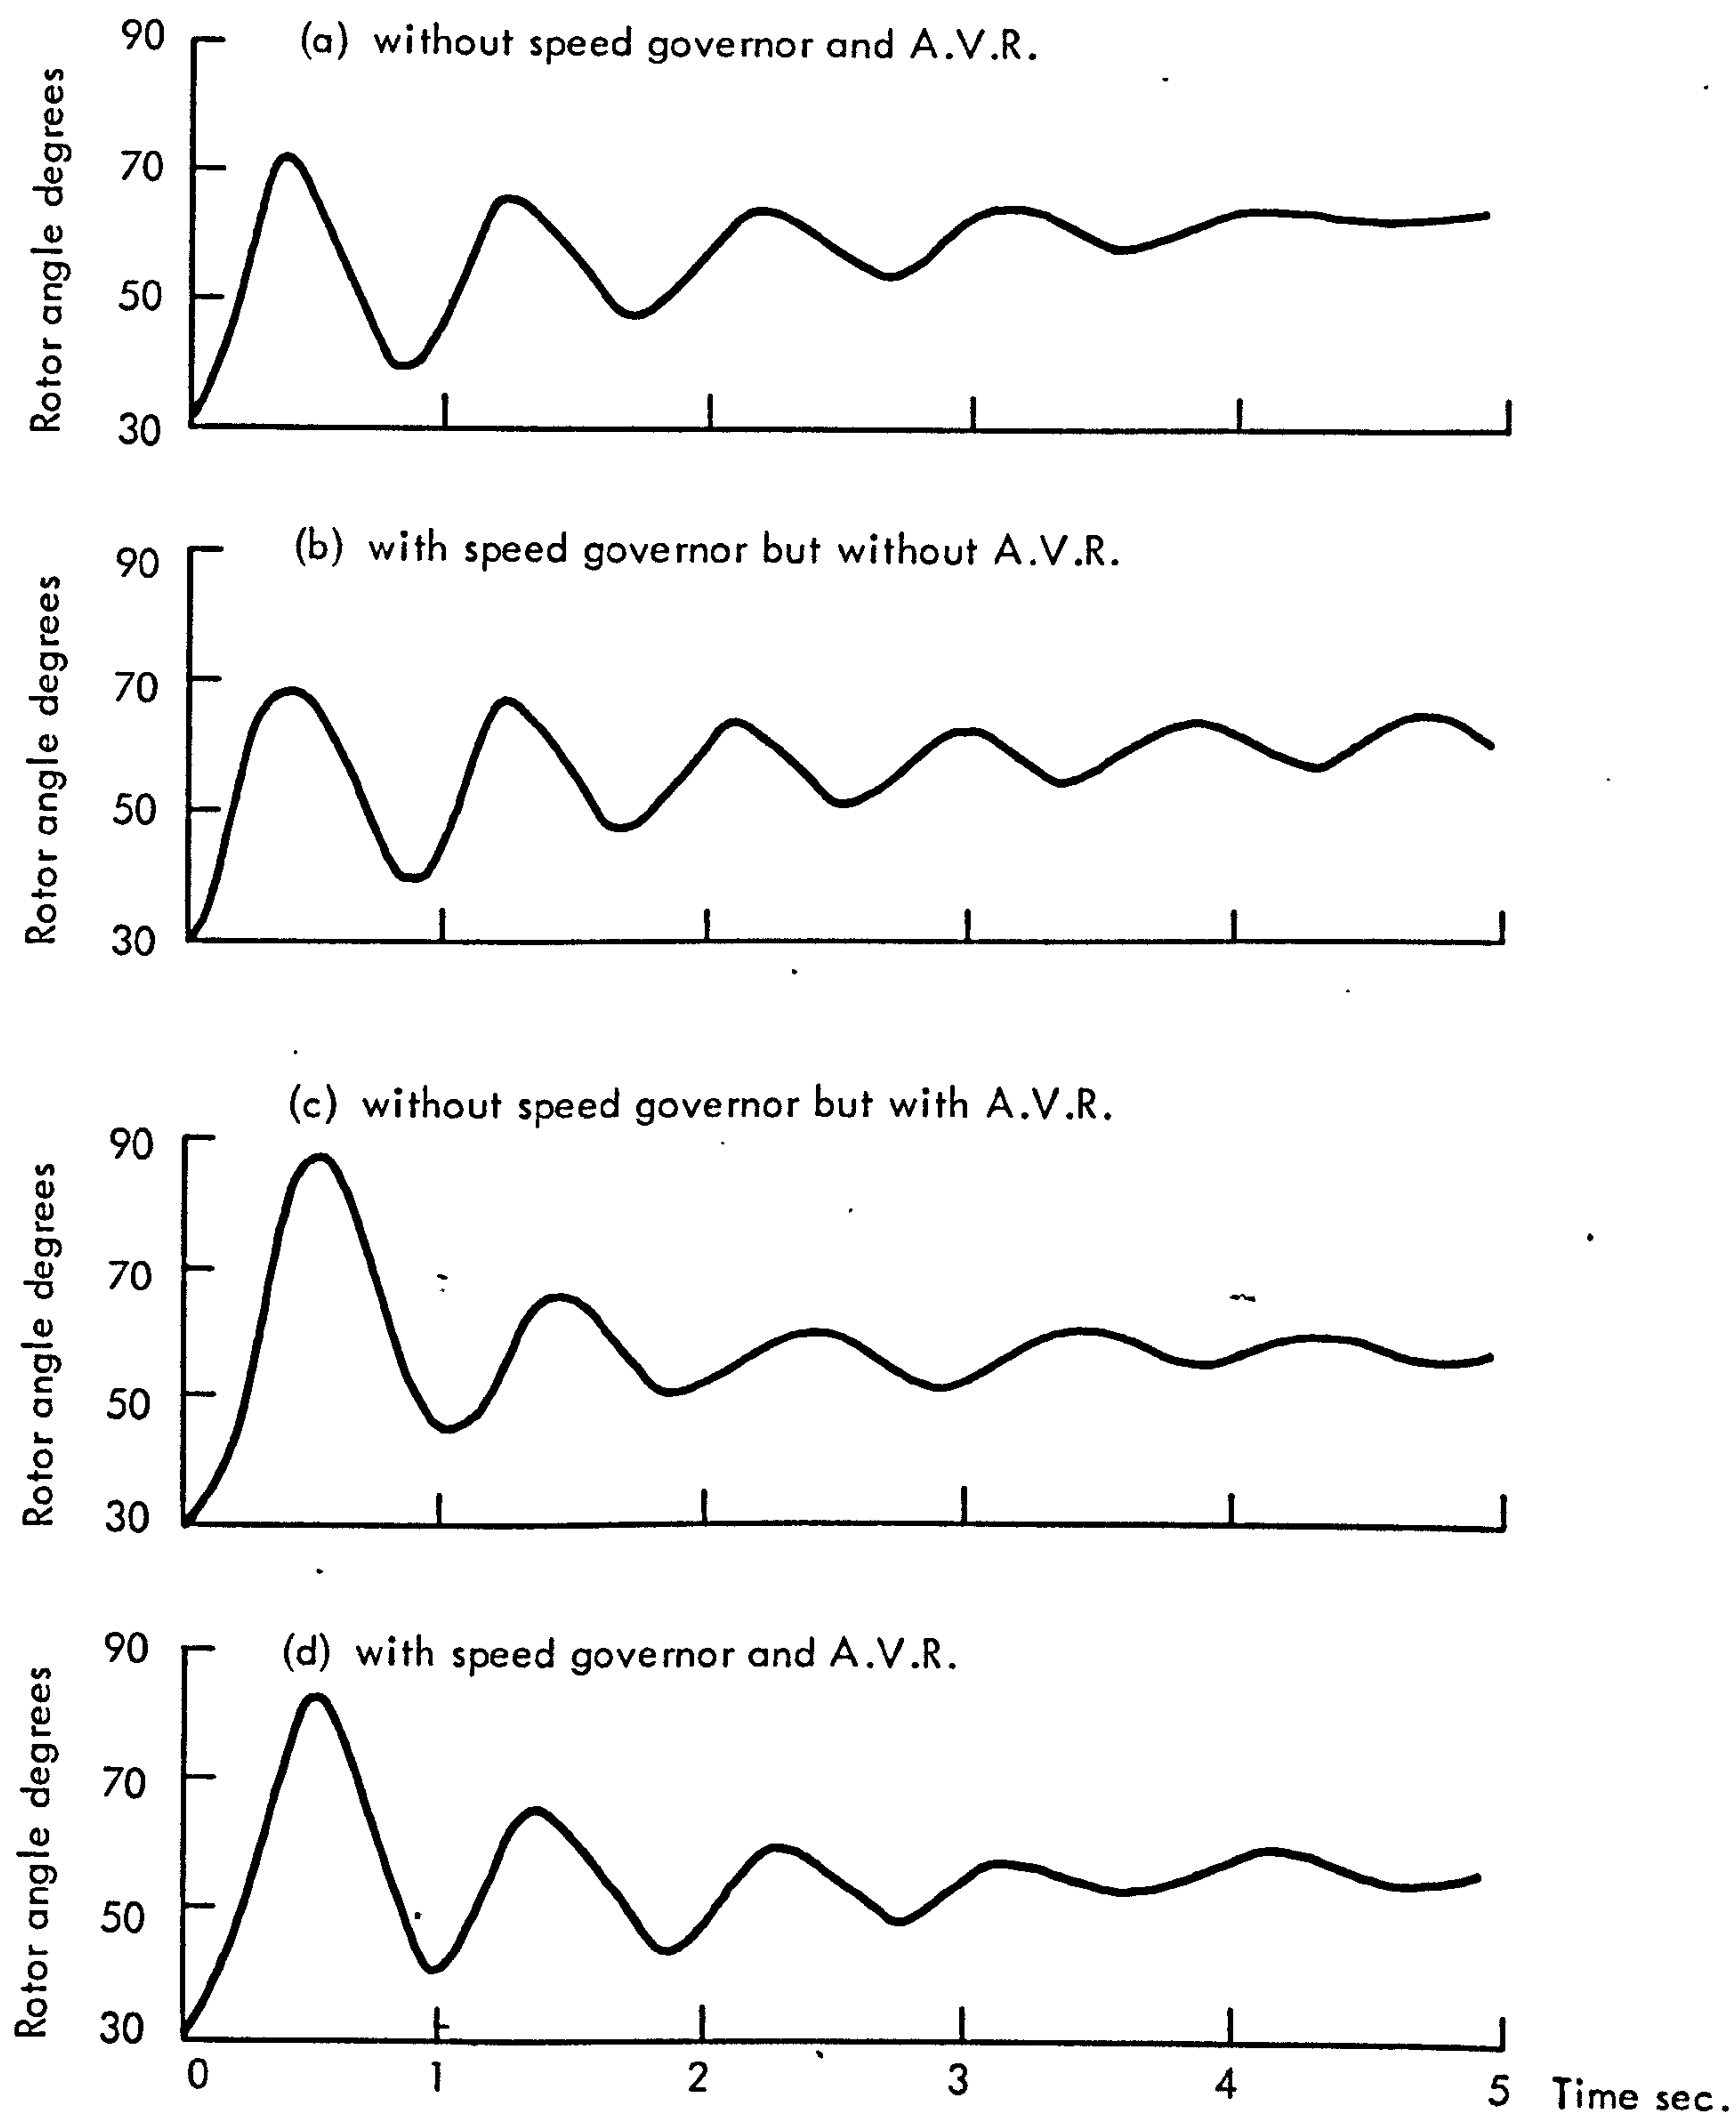 (a) without speed governor and A.V.R.
Rotor angle degrees
90
70
50
30
(b) with speed governor but without A.V.R.
Rotor angle degrees
90
70
50
30
(c) without speed governor but with A.V.R.
Rotor angle degrees
90
70
50
30
(d) with speed governor and A.V.R.
Rotor angle degrees
90
70
50
30
0 1 2 3 4 5 Time sec.